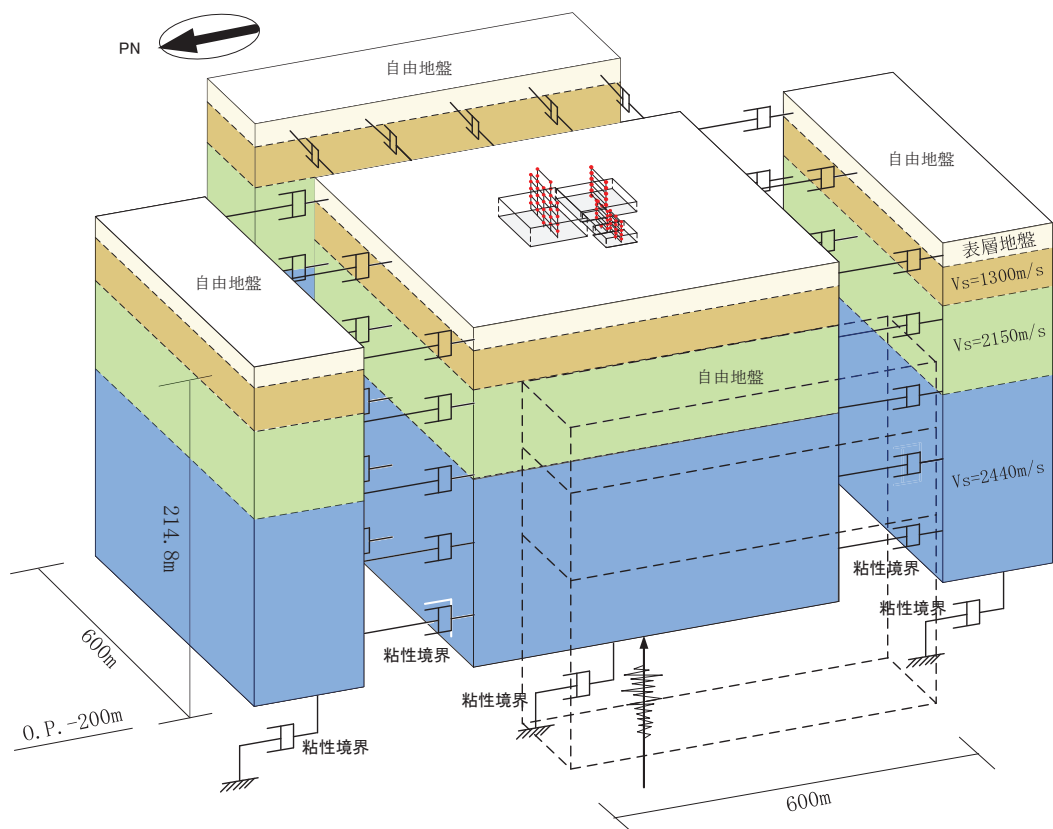 PN
自由地盤
自由地盤
表層地盤
Vs=1300m/s
自由地盤
Vs=2150m/s
自由地盤
Vs=2440m/s
214.8m
粘性境界
粘性境界
600m
粘性境界
粘性境界
O.P.-200m
粘性境界
600m